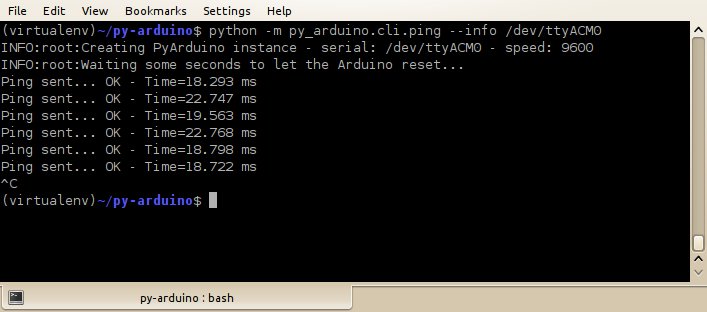 File Edit View Bookmarks Settings Help
(virtualenv)~/py-arduino$ python -m py_arduino.cli.ping --info /dev/ttyACM0
INFO:root:Creating PyArduino instance - serial: /dev/ttyACM0 - speed: 9600
INFO:root:Waiting some seconds to let the Arduino reset...
Ping sent... OK - Time=18.293 ms
Ping sent... OK - Time=22.747 ms
Ping sent... OK - Time=19.563 ms
Ping sent... OK - Time=22.768 ms
Ping sent... OK - Time=18.798 ms
Ping sent... OK - Time=18.722 ms
^C
(virtualenv)~/py-arduino$
py-arduino : bash